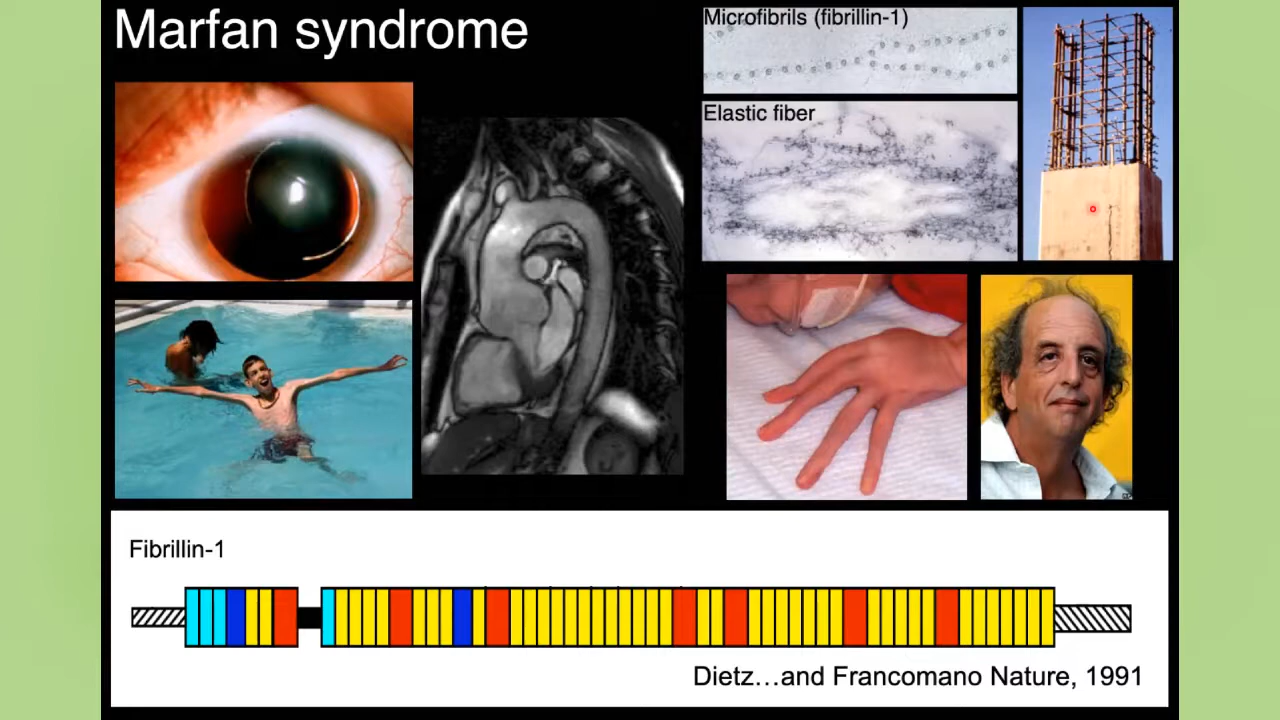 Marfan syndrome
Microfibrils (fibrillin-1)
Elastic fiber
Fibrillin-1
Dietz…and Francomano Nature, 1991